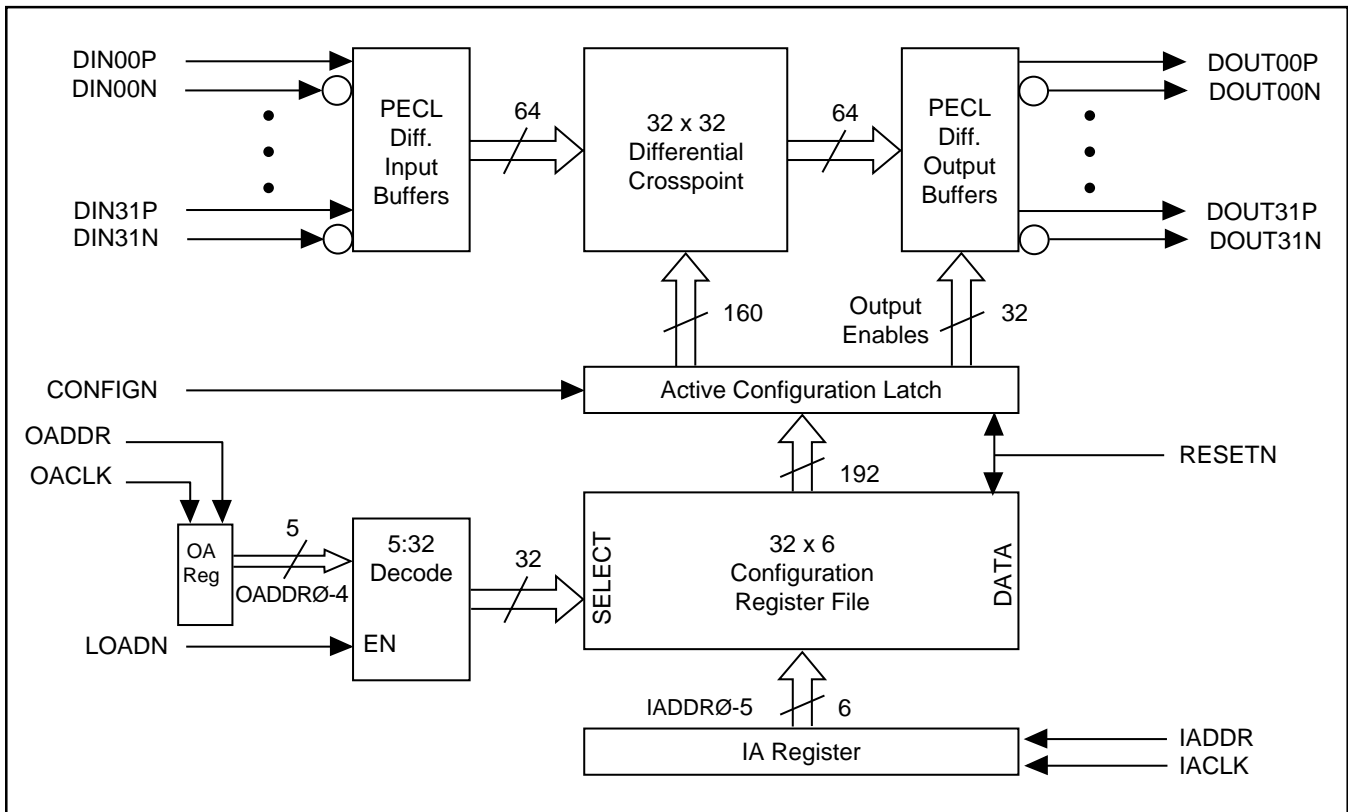 DIN00P
DIN00N
DIN31P
DIN31N
PECL
Diff.
Input
Buffers
64
32 x 32
Differential
Crosspoint
64
PECL
Diff.
Output
Buffers
DOUT00P
DOUT00N
DOUT31P
DOUT31N
160
Output
Enables
32
CONFIGN
Active Configuration Latch
OADDR
OACLK
192
RESETN
OA
Reg
5
OADDRØ-4
5:32
Decode
EN
32
SELECT
32 x 6
Configuration
Register File
DATA
LOADN
IADDRØ-5
6
IA Register
IADDR
IACLK